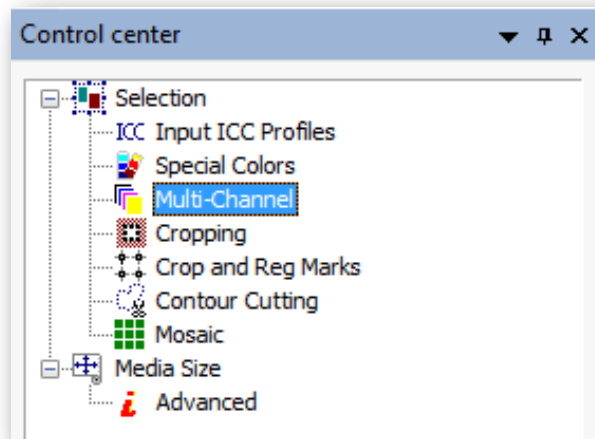 Control center
Selection
ICC Input ICC Profiles
Special Colors
Multi-Channel
Cropping
Crop and Reg Marks
Contour Cutting
Mosaic
Media Size
i Advanced